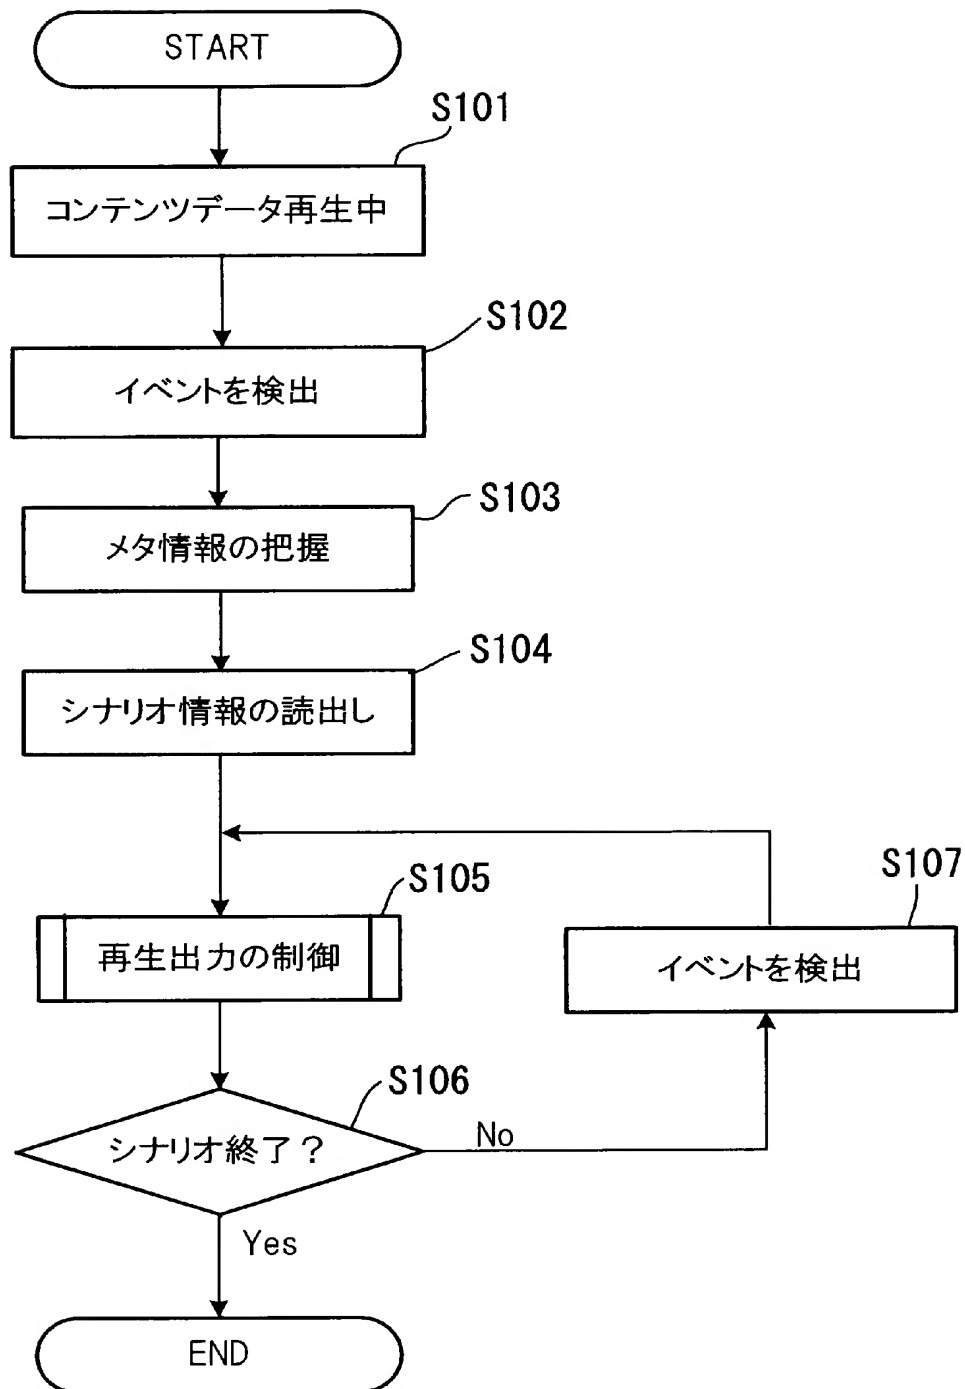 START
S101
コンテンツデータ再生中
S102
イベントを検出
S103
メタ情報の把握
S104
シナリオ情報の読出し
S105
再生出力の制御
S107
イベントを検出
S106
シナリオ終了?
No
Yes
END